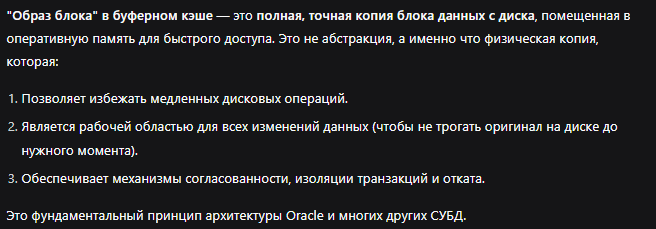 "Образ блока" в буферном кэше — это полная, точная копия блока данных с диска, помещенная в
оперативную память для быстрого доступа. Это не абстракция, а именно что физическая копия,
которая:
1. Позволяет избежать медленных дисковых операций.
2. Является рабочей областью для всех изменений данных (чтобы не трогать оригинал на диске до
нужного момента).
3. Обеспечивает механизмы согласованности, изоляции транзакций и отката.
Это фундаментальный принцип архитектуры Oracle и многих других СУБД.